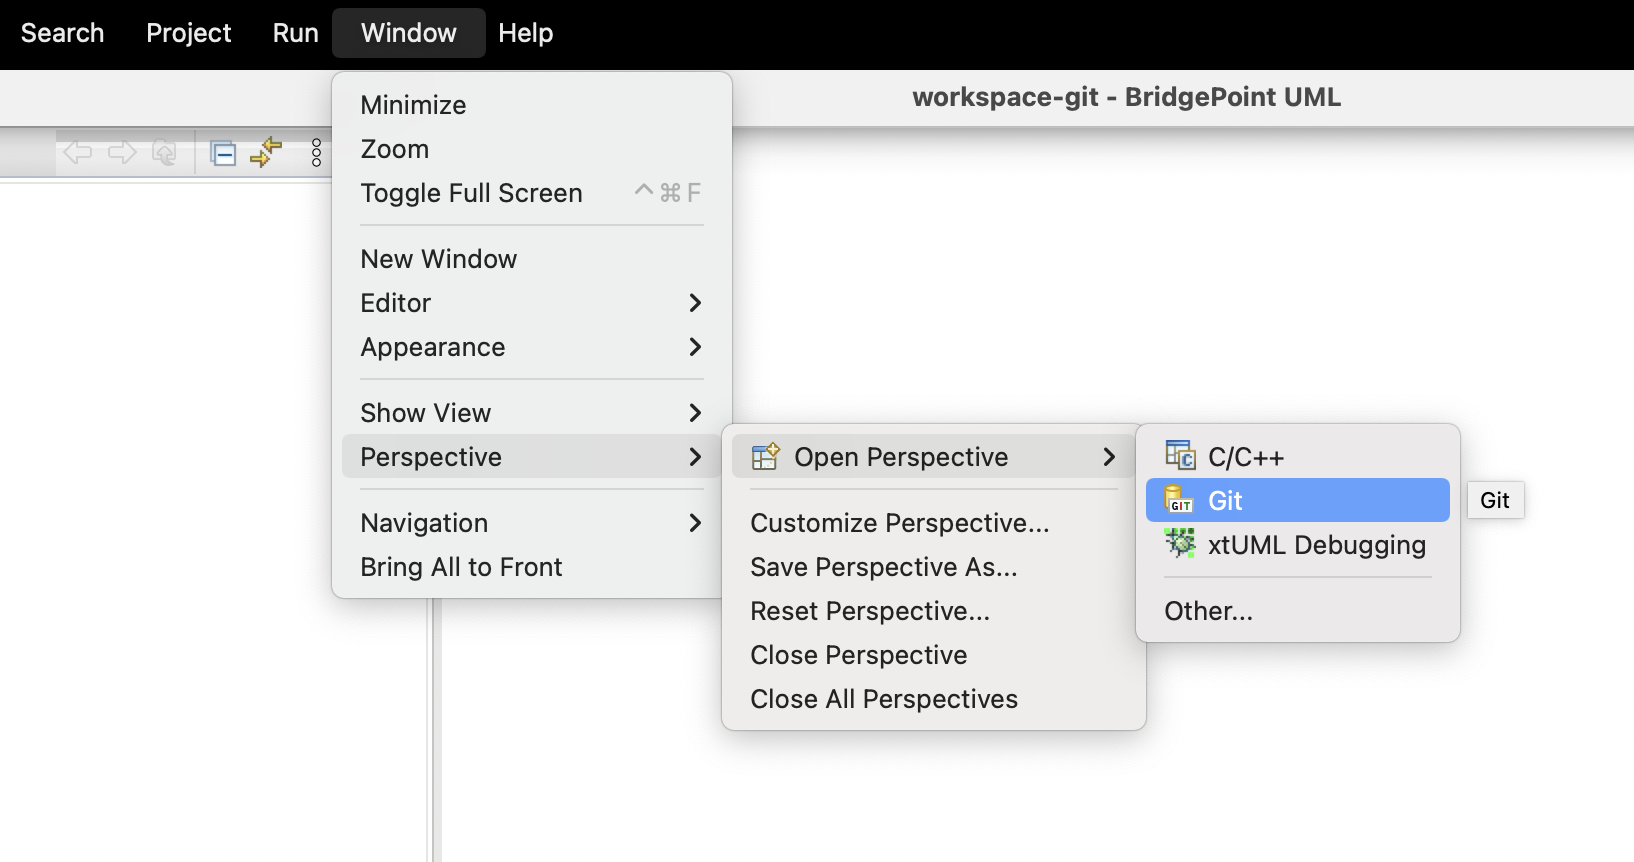 Search Project Run Window Help
workspace-git - BridgePoint UML
Minimize
Zoom
Toggle Full Screen ^⌘F
New Window
Editor
Appearance
Show View
Perspective
Navigation
Bring All to Front
Open Perspective
Customize Perspective...
Save Perspective As...
Reset Perspective...
Close Perspective
Close All Perspectives
C/C++
GIT Git
xtUML Debugging
Other...
Git